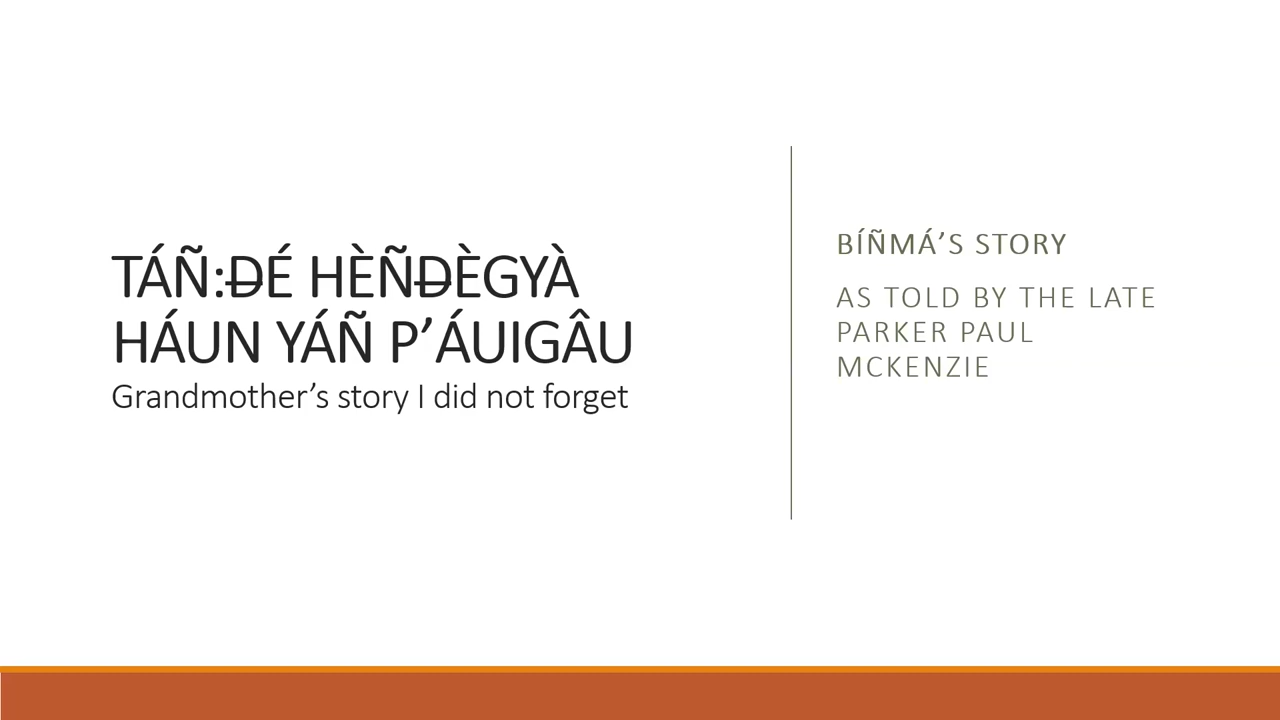 TÁÑ:ĐÉ HÈÑĐÈGYÀ
HÁUN YÁÑ P’ÁUIGÂU
Grandmother’s story I did not forget
BÍÑMÁ’S STORY
AS TOLD BY THE LATE
PARKER PAUL
MCKENZIE